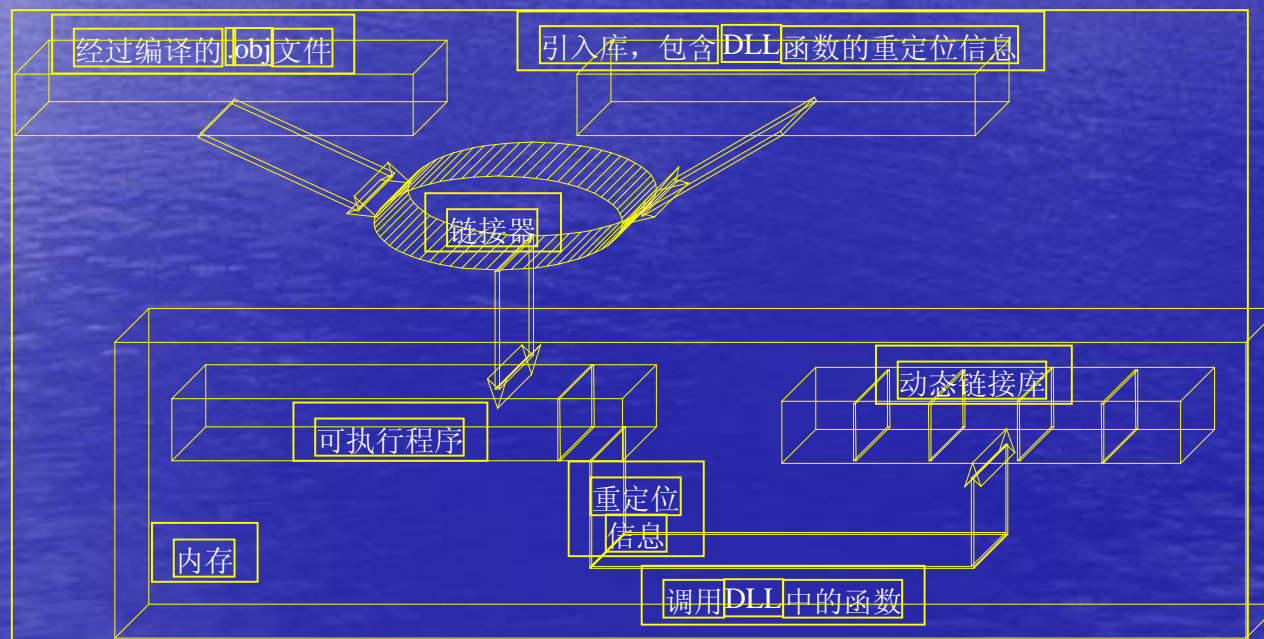 经过编译的.obj文件
引入库，包含DLL函数的重定位信息
链接器
动态链接库
可执行程序
重定位
信息
内存
调用DLL中的函数